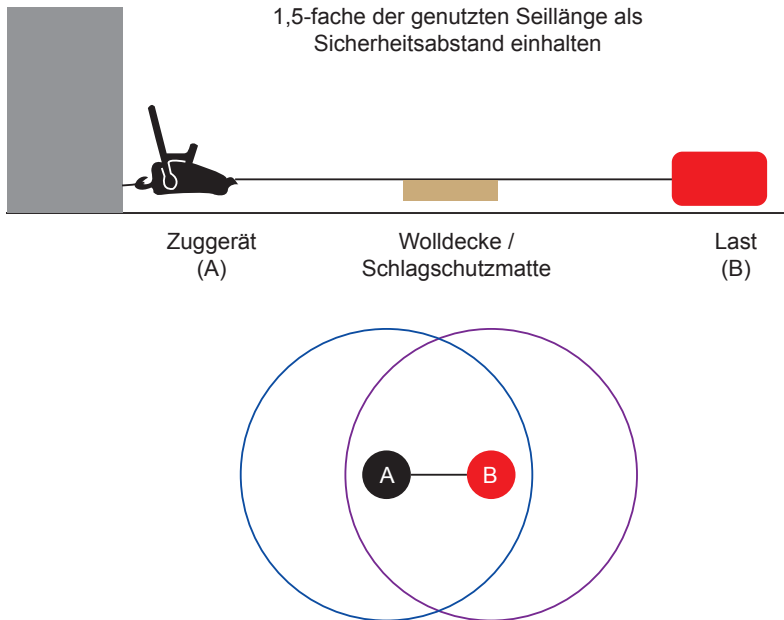 1,5-fache der genutzten Seillänge als
Sicherheitsabstand einhalten
Zuggerät
(A)
Wolldecke /
Schlagschutzmatte
Last
(B)
A
B